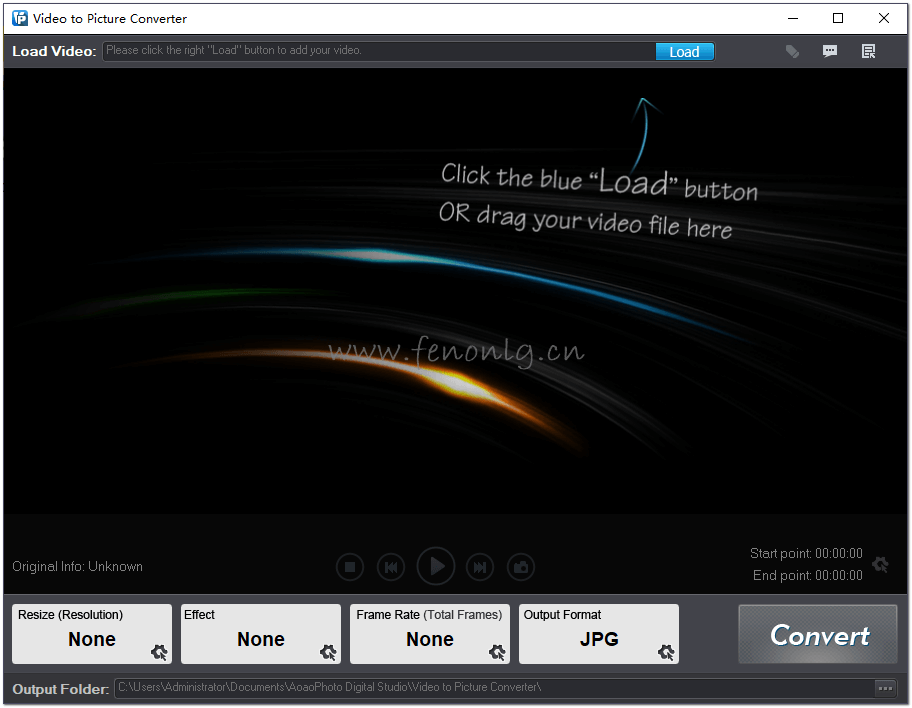 Video to Picture Converter
Load Video: Please click the right "Load" button to add your video. Load
Click the blue “Load” button
OR drag your video file here
www.fenonlg.cn
Original Info: Unknown
Start point: 00:00:00
End point: 00:00:00
Resize (Resolution)
None
Effect
None
Frame Rate (Total Frames)
None
Output Format
JPG
Convert
Output Folder: C:\Users\Administrator\Documents\AoaoPhoto Digital Studio\Video to Picture Converter\